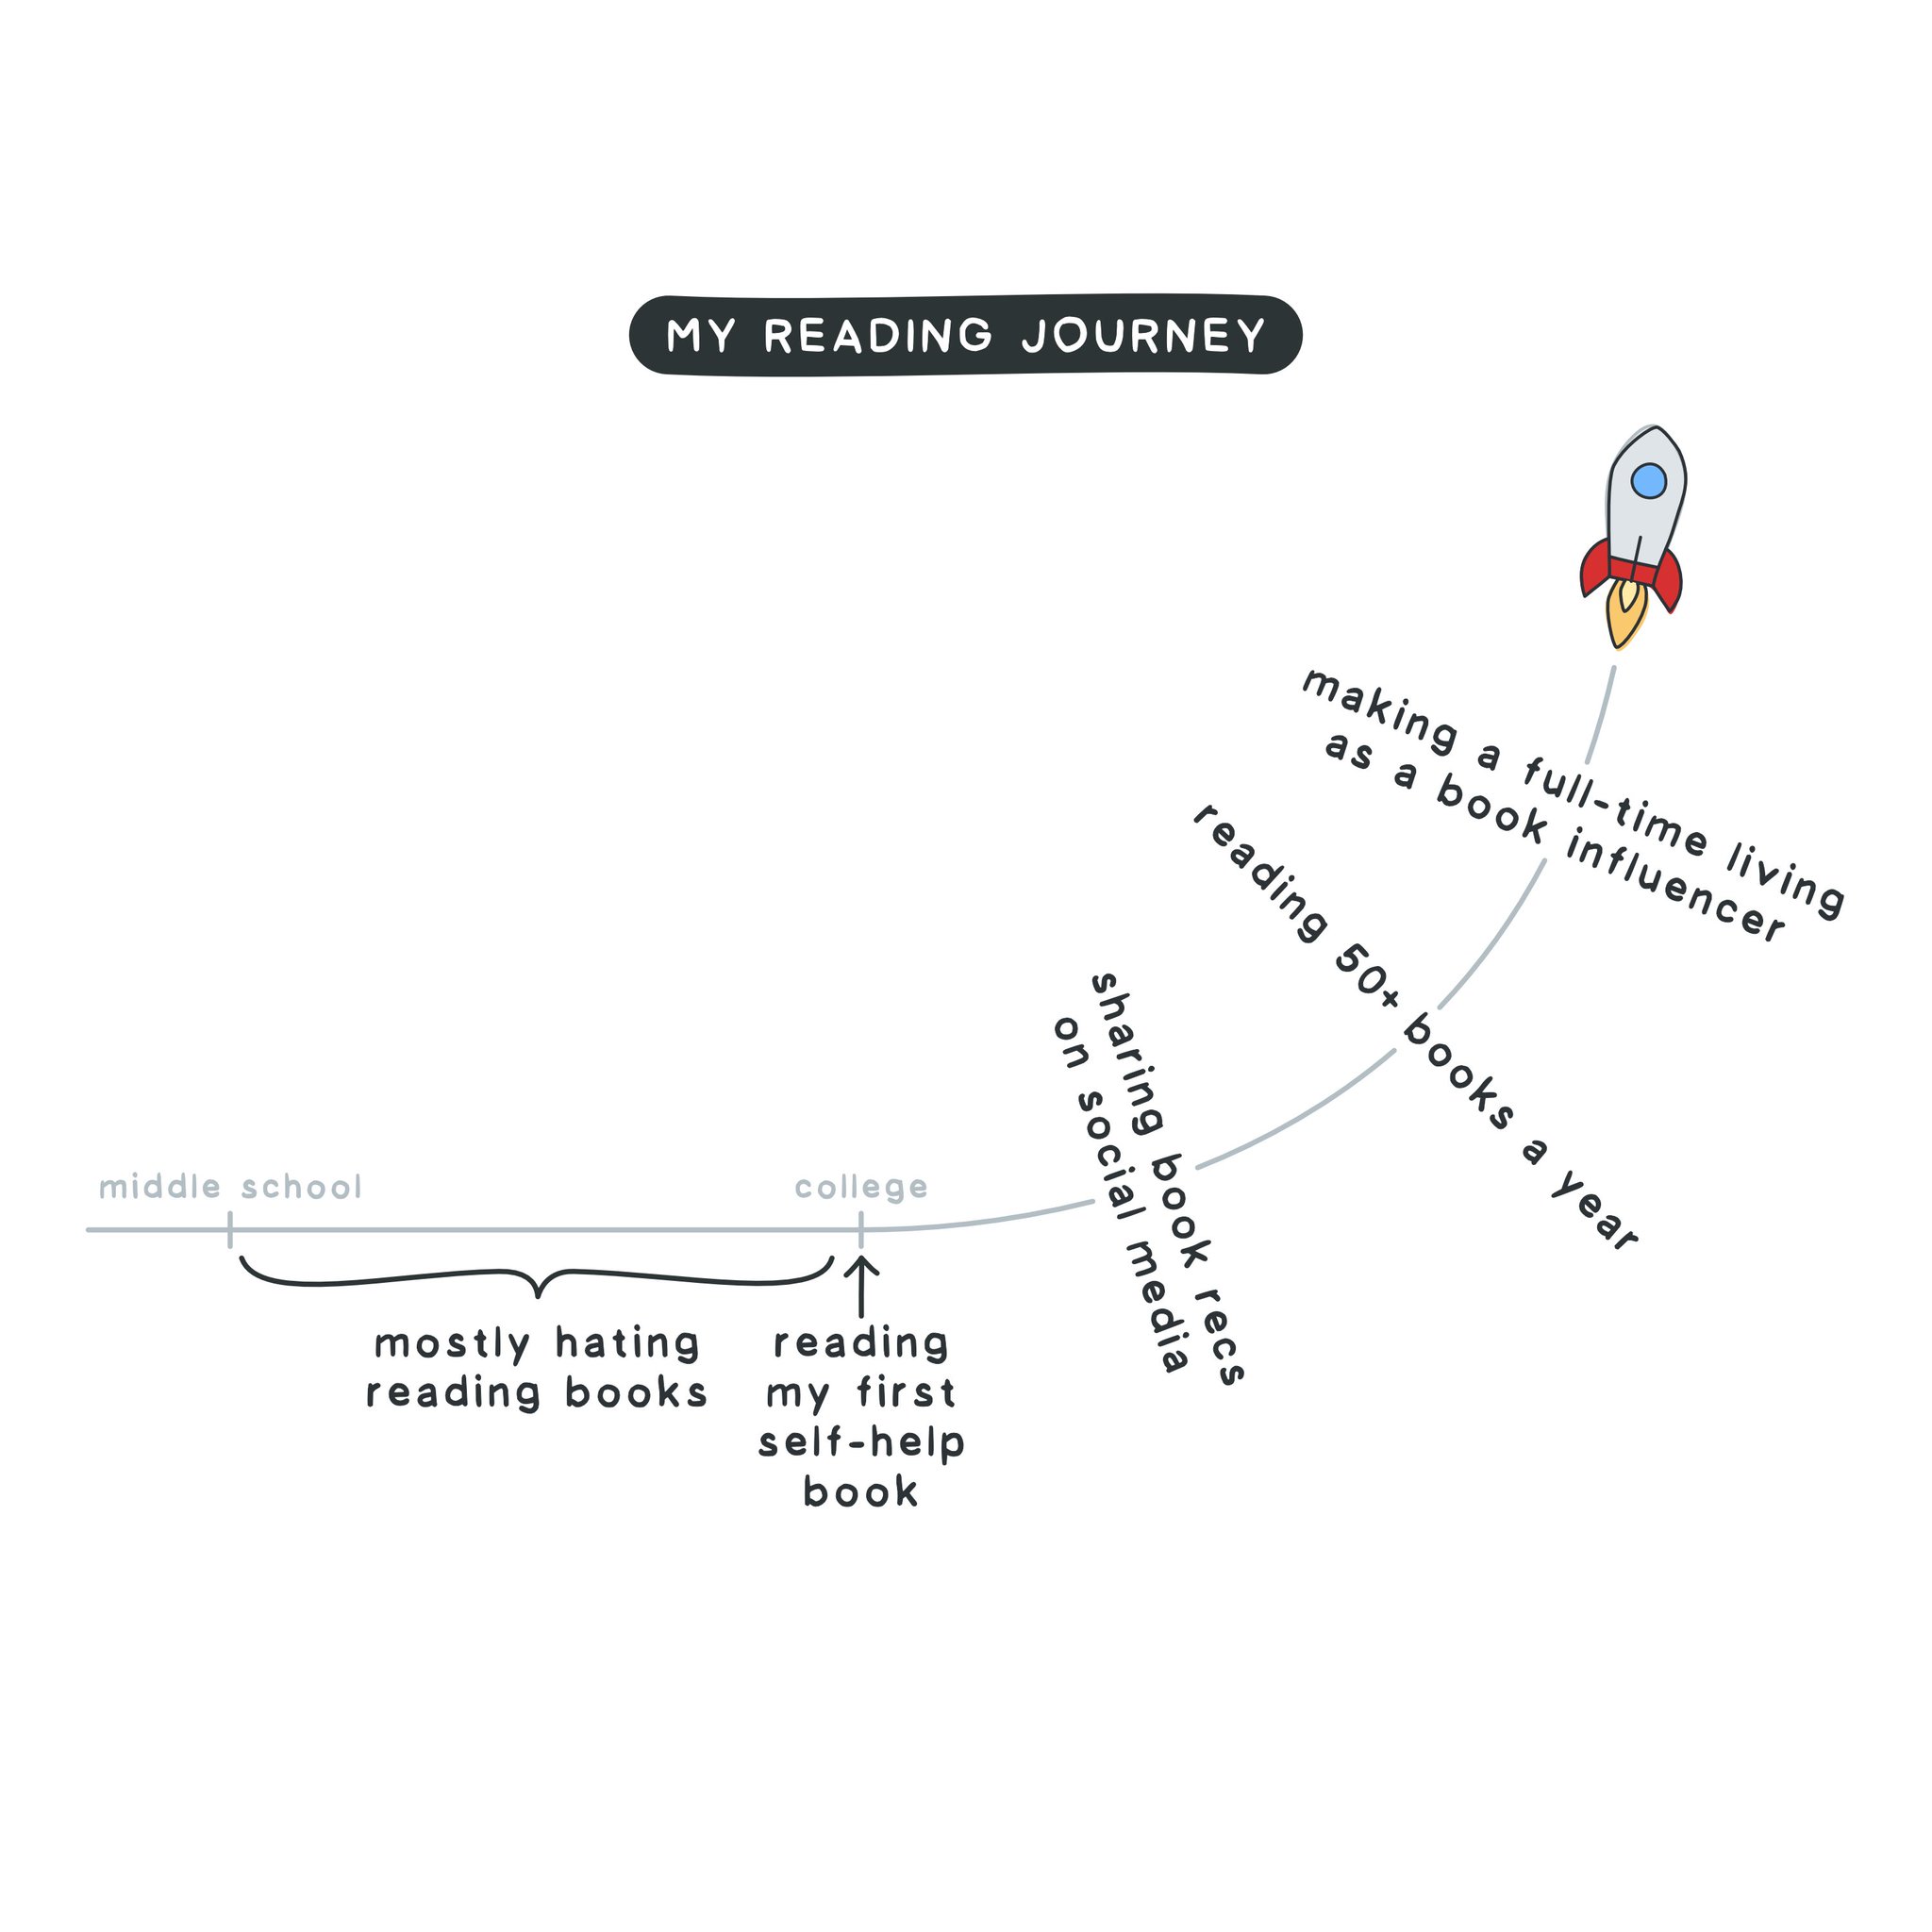 MY READING JOURNEY
middle school
college
mostly hating
reading books
reading
my first
self-help
book
sharing book recs
on social media
reading 50+ books a year
making a full-time living
as a book influencer